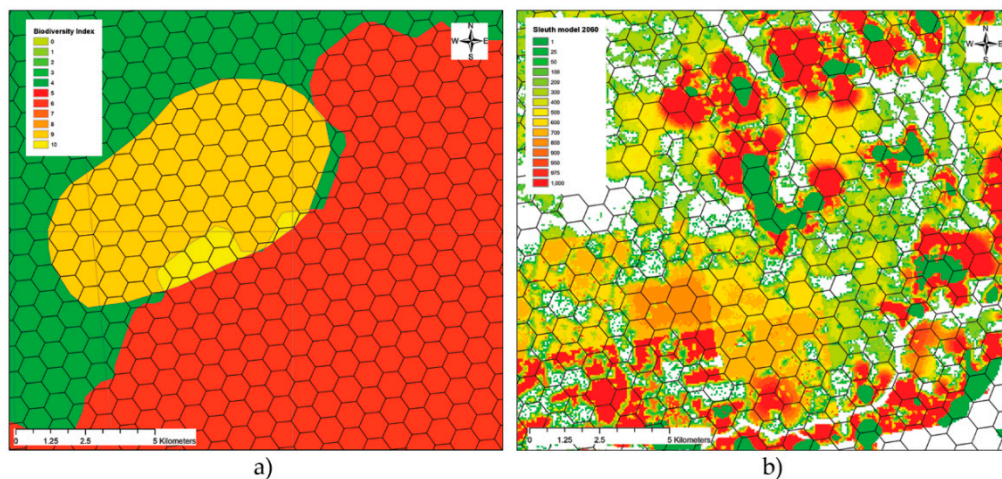 Biodiversity Index
0
1
2
3
4
5
6
7
8
9
10
N
W E
S
0 1.25 2.5 5 Kilometers
a)
Sleuth model 2060
1
25
50
100
200
300
400
500
600
700
800
900
950
975
1,000
N
W E
S
0 1.25 2.5 5 Kilometers
b)